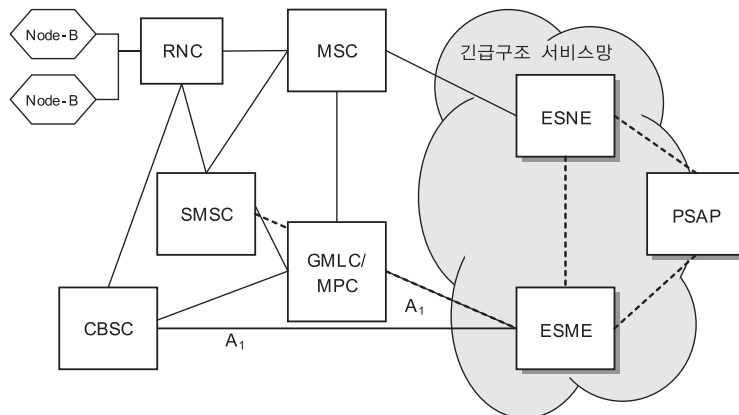 Node-B
Node-B
RNC
MSC
긴급구조 서비스망
ESNE
SMSC
PSAP
GMLC/
MPC
CBSC
A1
A1
ESME